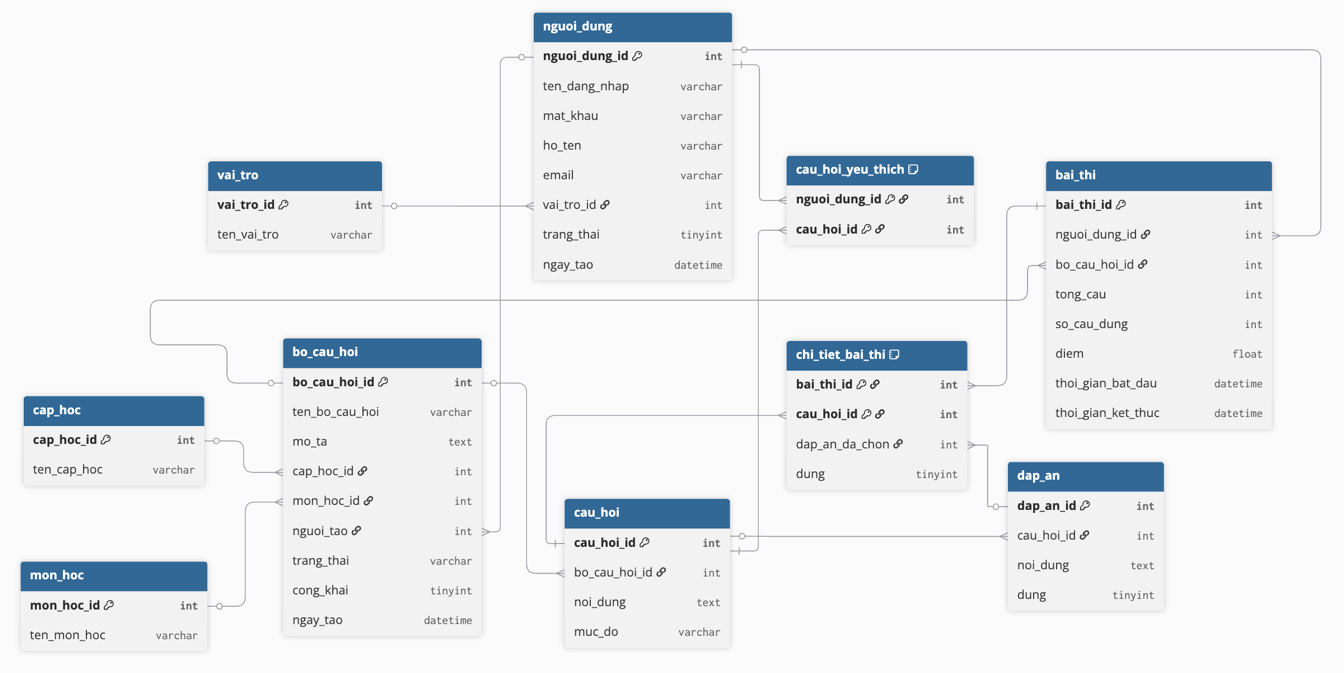 nguoi_dung
nguoi_dung_id int
ten_dang_nhap varchar
mat_khau varchar
ho_ten varchar
email varchar
vai_tro_id int
trang_thai tinyint
ngay_tao datetime
vai_tro
vai_tro_id int
ten_vai_tro varchar
cau_hoi_yeu_thich
nguoi_dung_id int
cau_hoi_id int
bai_thi
bai_thi_id int
nguoi_dung_id int
bo_cau_hoi_id int
tong_cau int
so_cau_dung int
diem float
thoi_gian_bat_dau datetime
thoi_gian_ket_thuc datetime
bo_cau_hoi
bo_cau_hoi_id int
ten_bo_cau_hoi varchar
mo_ta text
cap_hoc_id int
mon_hoc_id int
nguoi_tao int
trang_thai varchar
cong_khai tinyint
ngay_tao datetime
chi_tiet_bai_thi
bai_thi_id int
cau_hoi_id int
dap_an_da_chon int
dung tinyint
cap_hoc
cap_hoc_id int
ten_cap_hoc varchar
dap_an
dap_an_id int
cau_hoi_id int
noi_dung text
dung tinyint
cau_hoi
cau_hoi_id int
bo_cau_hoi_id int
noi_dung text
muc_do varchar
mon_hoc
mon_hoc_id int
ten_mon_hoc varchar